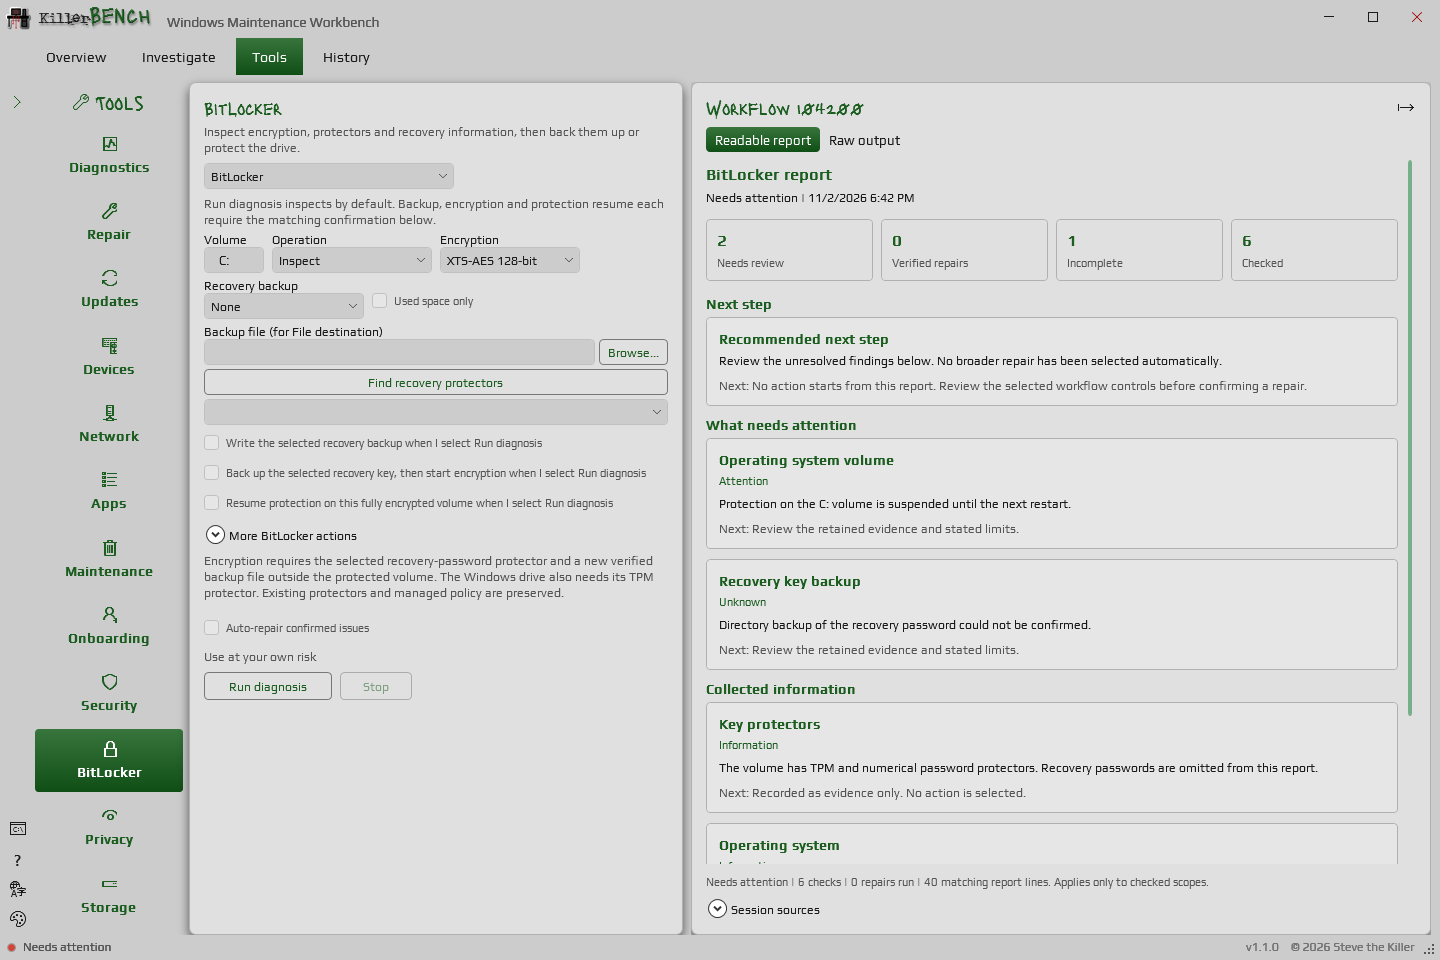 KillerBENCH
Windows Maintenance Workbench
Overview
Investigate
Tools
History
TOOLS
Diagnostics
Repair
Updates
Devices
Network
Apps
Maintenance
Onboarding
Security
BitLocker
Privacy
Storage
BITLOCKER
Inspect encryption, protectors and recovery information, then back them up or
protect the drive.
BitLocker
Run diagnosis inspects by default. Backup, encryption and protection resume each
require the matching confirmation below.
Volume
Operation
Encryption
C:
Inspect
XTS-AES 128-bit
Recovery backup
None
Used space only
Backup file (for File destination)
Browse...
Find recovery protectors
Write the selected recovery backup when I select Run diagnosis
Back up the selected recovery key, then start encryption when I select Run diagnosis
Resume protection on this fully encrypted volume when I select Run diagnosis
More BitLocker actions
Encryption requires the selected recovery-password protector and a new verified
backup file outside the protected volume. The Windows drive also needs its TPM
protector. Existing protectors and managed policy are preserved.
Auto-repair confirmed issues
Use at your own risk
Run diagnosis
Stop
WORKFLOW 104200
Readable report
Raw output
BitLocker report
Needs attention | 11/2/2026 6:42 PM
2
Needs review
0
Verified repairs
1
Incomplete
6
Checked
Next step
Recommended next step
Review the unresolved findings below. No broader repair has been selected automatically.
Next: No action starts from this report. Review the selected workflow controls before confirming a repair.
What needs attention
Operating system volume
Attention
Protection on the C: volume is suspended until the next restart.
Next: Review the retained evidence and stated limits.
Recovery key backup
Unknown
Directory backup of the recovery password could not be confirmed.
Next: Review the retained evidence and stated limits.
Collected information
Key protectors
Information
The volume has TPM and numerical password protectors. Recovery passwords are omitted from this report.
Next: Recorded as evidence only. No action is selected.
Operating system
Needs attention | 6 checks | 0 repairs run | 40 matching report lines. Applies only to checked scopes.
Session sources
C:\
?
A字
Needs attention
v1.1.0
© 2026 Steve the Killer